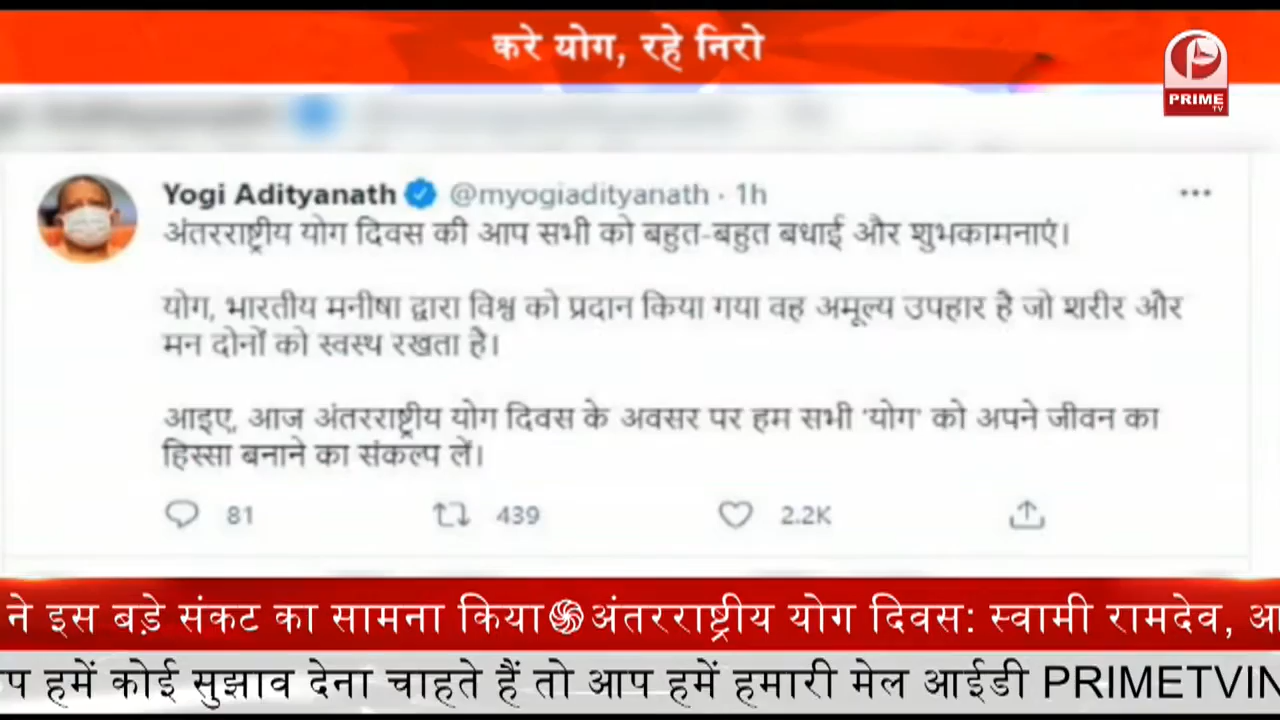 करे योग, रहे निरो
PRIME
TV
Yogi Adityanath @myogiadityanath · 1h
अंतरराष्ट्रीय योग दिवस की आप सभी को बहुत-बहुत बधाई और शुभकामनाएं।
योग, भारतीय मनीषा द्वारा विश्व को प्रदान किया गया वह अमूल्य उपहार है जो शरीर और
मन दोनों को स्वस्थ रखता है।
आइए, आज अंतरराष्ट्रीय योग दिवस के अवसर पर हम सभी 'योग' को अपने जीवन का
हिस्सा बनाने का संकल्प लें।
81 439 2.2K
ने इस बड़े संकट का सामना किया अंतरराष्ट्रीय योग दिवस: स्वामी रामदेव, आ
प हमें कोई सुझाव देना चाहते हैं तो आप हमें हमारी मेल आईडी PRIMETVIN